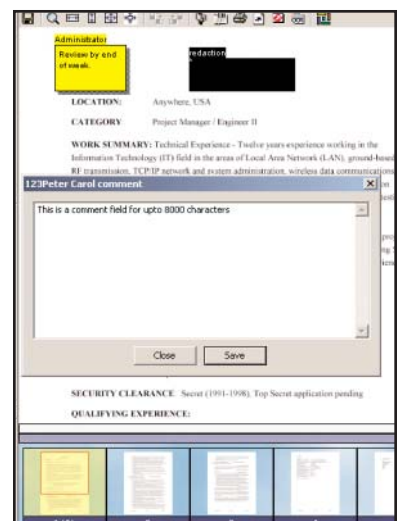 Administrator
Review by end
of week.
redaction
LOCATION: Anywhere, USA
CATEGORY Project Manager / Engineer II
WORK SUMMARY: Technical Experience - Twelve years experience working in the
Information Technology (IT) field in the areas of Local Area Network (LAN), ground-based
RF transmission, TCP/IP network and system administration, wireless data communications
123Peter Carol comment
This is a comment field for upto 8000 characters
Close Save
SECURITY CLEARANCE Secret (1991-1998), Top Secret application pending
QUALIFYING EXPERIENCE: